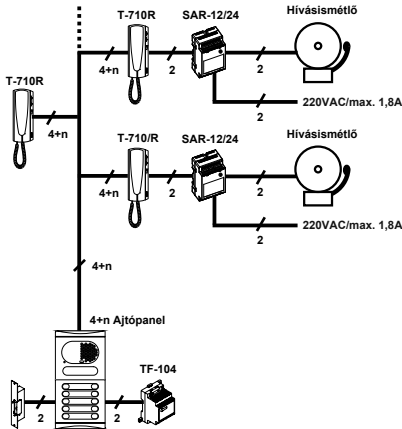 T-710R SAR-12/24 Hívásismétlő
4+n 2 2
T-710R
2 220VAC/max. 1,8A
4+n
T-710/R SAR-12/24 Hívásismétlő
4+n 2 2
2 220VAC/max. 1,8A
4+n
4+n Ajtópanel
TF-104
2 2